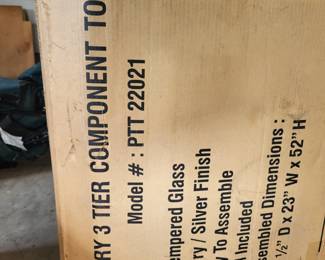 RY 3 TIER COMPONENT TO
Model # : PTT 22021
empered Glass
ry / Silver Finish
y To Assemble
Included
sembled Dimensions :
½" D x 23" W x 52" H